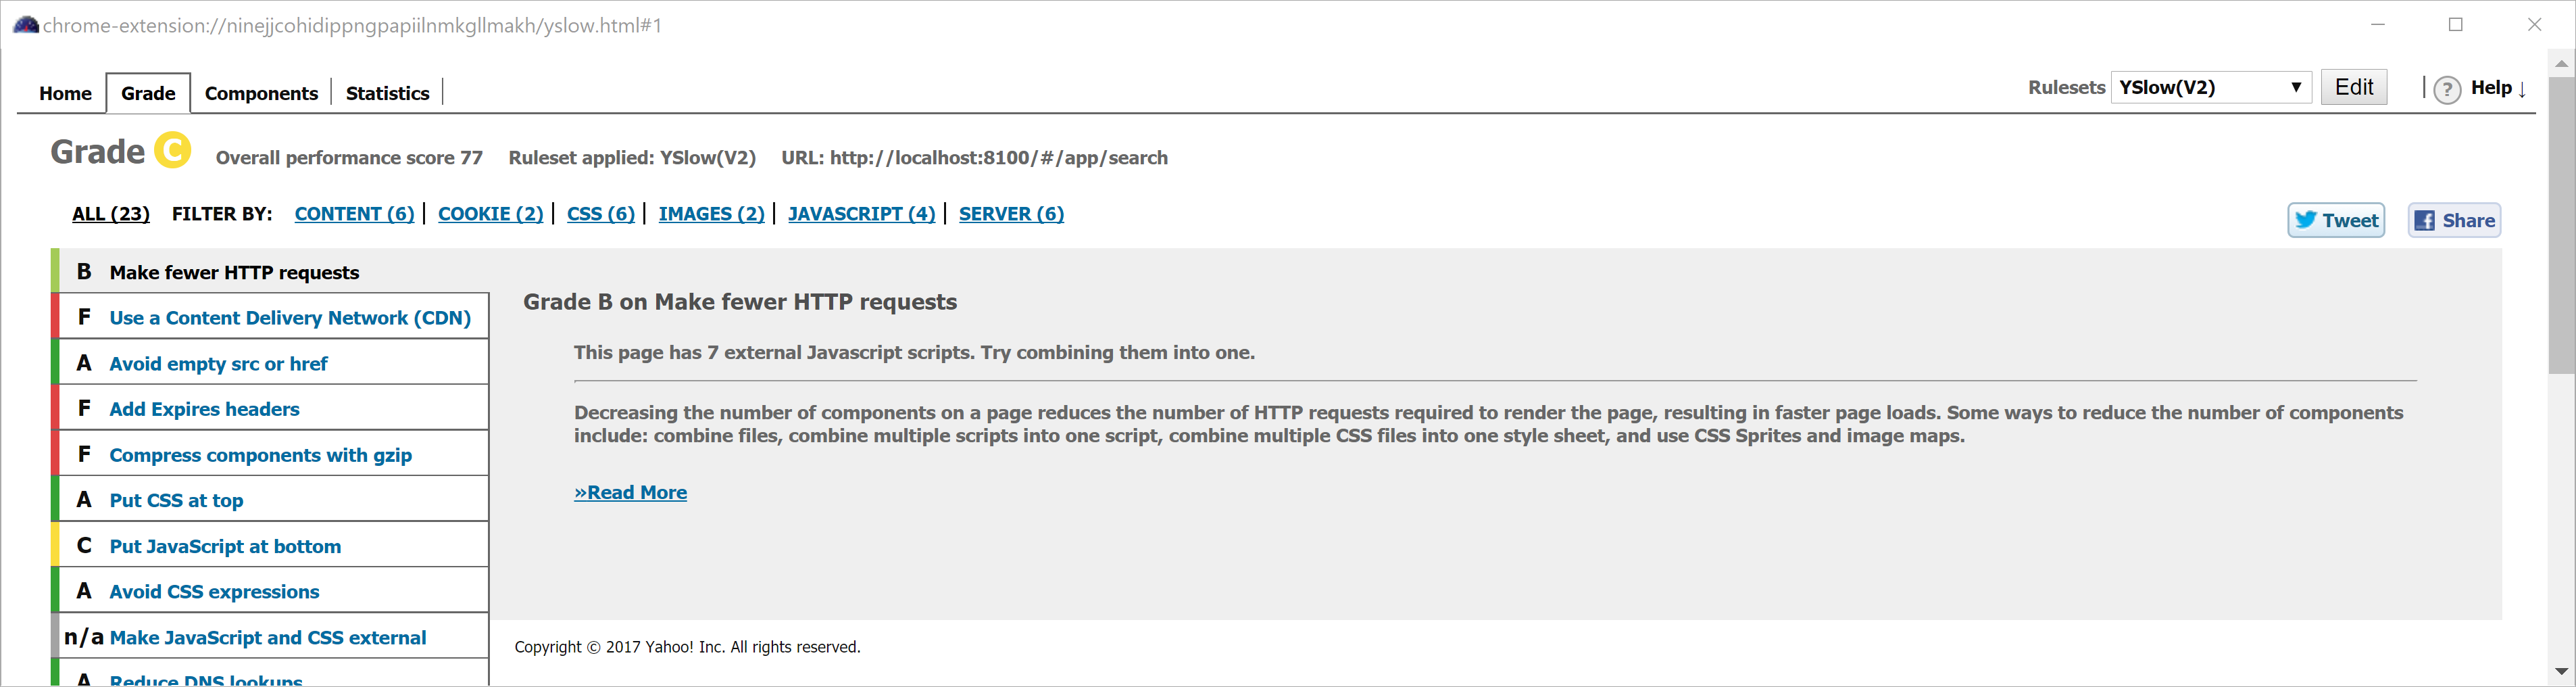 chrome-extension://ninejjcohidippngpapiilnmkgllmakh/yslow.html#1
Home Grade Components Statistics Rulesets YSlow(V2) Edit ? Help ↓
Grade C Overall performance score 77 Ruleset applied: YSlow(V2) URL: http://localhost:8100/#/app/search
ALL (23) FILTER BY: CONTENT (6) COOKIE (2) CSS (6) IMAGES (2) JAVASCRIPT (4) SERVER (6)
Tweet Share
B Make fewer HTTP requests
F Use a Content Delivery Network (CDN)
A Avoid empty src or href
F Add Expires headers
F Compress components with gzip
A Put CSS at top
C Put JavaScript at bottom
A Avoid CSS expressions
n/a Make JavaScript and CSS external
A Reduce DNS lookups
Grade B on Make fewer HTTP requests
This page has 7 external Javascript scripts. Try combining them into one.
Decreasing the number of components on a page reduces the number of HTTP requests required to render the page, resulting in faster page loads. Some ways to reduce the number of components
include: combine files, combine multiple scripts into one script, combine multiple CSS files into one style sheet, and use CSS Sprites and image maps.
»Read More
Copyright © 2017 Yahoo! Inc. All rights reserved.